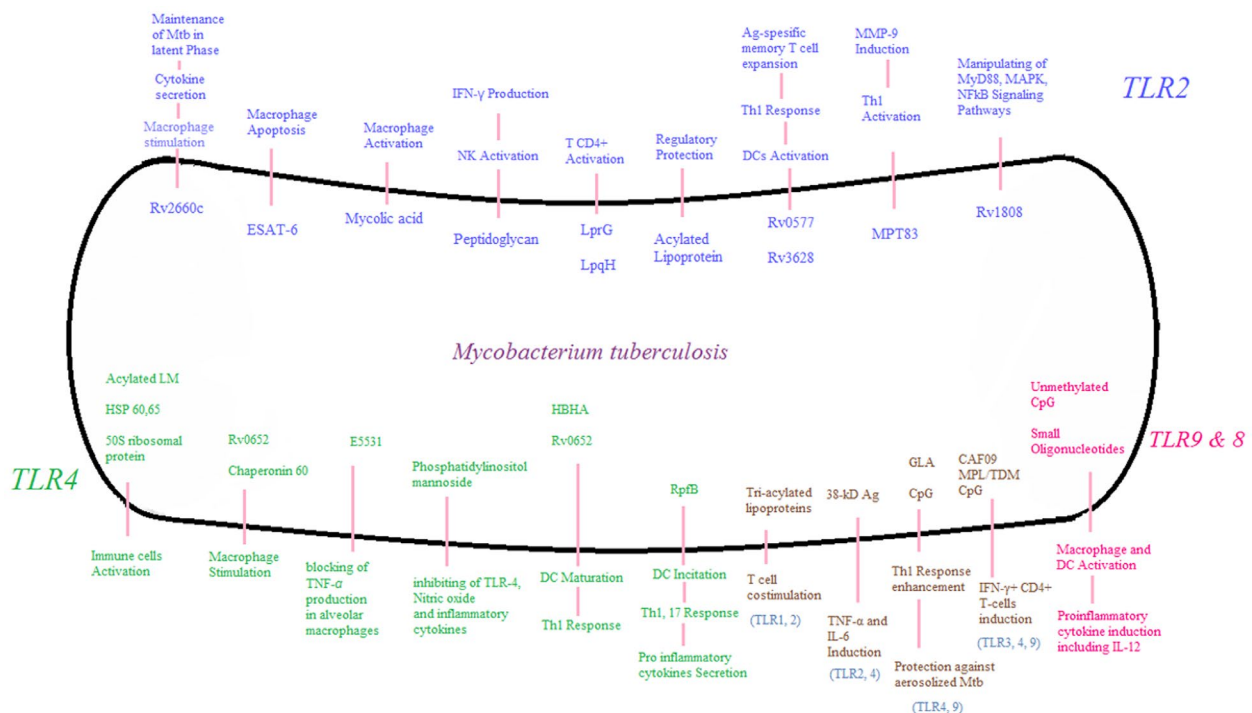 Maintenance
of Mtb in
latent Phase
Cytokine
secretion
Macrophage
stimulation
Rv2660c
Macrophage
Apoptosis
ESAT-6
Macrophage
Activation
Mycolic acid
IFN-γ Production
NK Activation
Peptidoglycan
T CD4+
Activation
LprG
LpqH
Regulatory
Protection
Acylated
Lipoprotein
Ag-spesific
memory T cell
expansion
Th1 Response
DCs Activation
Rv0577
Rv3628
MMP-9
Induction
Th1
Activation
MPT83
Manipulating of
MyD88, MAPK,
NFkB Signaling
Pathways
Rv1808
TLR2
Mycobacterium tuberculosis
TLR4
Acylated LM
HSP 60,65
50S ribosomal
protein
Immune cells
Activation
Rv0652
Chaperonin 60
Macrophage
Stimulation
E5531
blocking of
TNF-α
production
in alveolar
macrophages
Phosphatidylinositol
mannoside
inhibiting of TLR-4,
Nitric oxide
and inflammatory
cytokines
HBHA
Rv0652
DC Maturation
Th1 Response
RpfB
DC Incitation
Th1, 17 Response
Pro inflammatory
cytokines Secretion
Tri-acylated
lipoproteins
T cell
costimulation
(TLR1, 2)
38-kD Ag
TNF-α and
IL-6
Induction
(TLR2, 4)
GLA
CpG
Th1 Response
enhancement
Protection against
aerosolized Mtb
(TLR4, 9)
CAF09
MPL/TDM
CpG
IFN-γ+ CD4+
T-cells
induction
(TLR3, 4, 9)
Unmethylated
CpG
Small
Oligonucleotides
TLR9 & 8
Macrophage and
DC Activation
Proinflammatory
cytokine induction
including IL-12